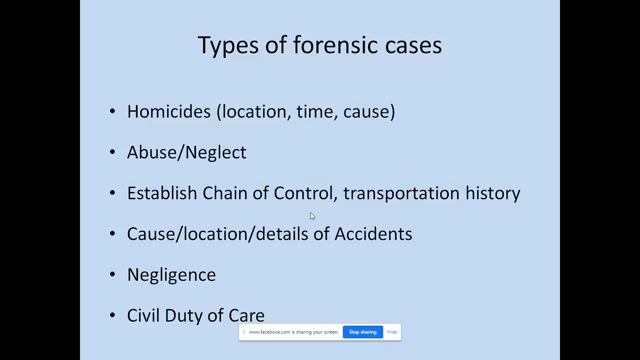 Types of forensic cases
• Homicides (location, time, cause)
• Abuse/Neglect
• Establish Chain of Control, transportation history
• Cause/location/details of Accidents
• Negligence
• Civil Duty of Care
www.facebook.com is sharing your screen. Stop sharing Hide